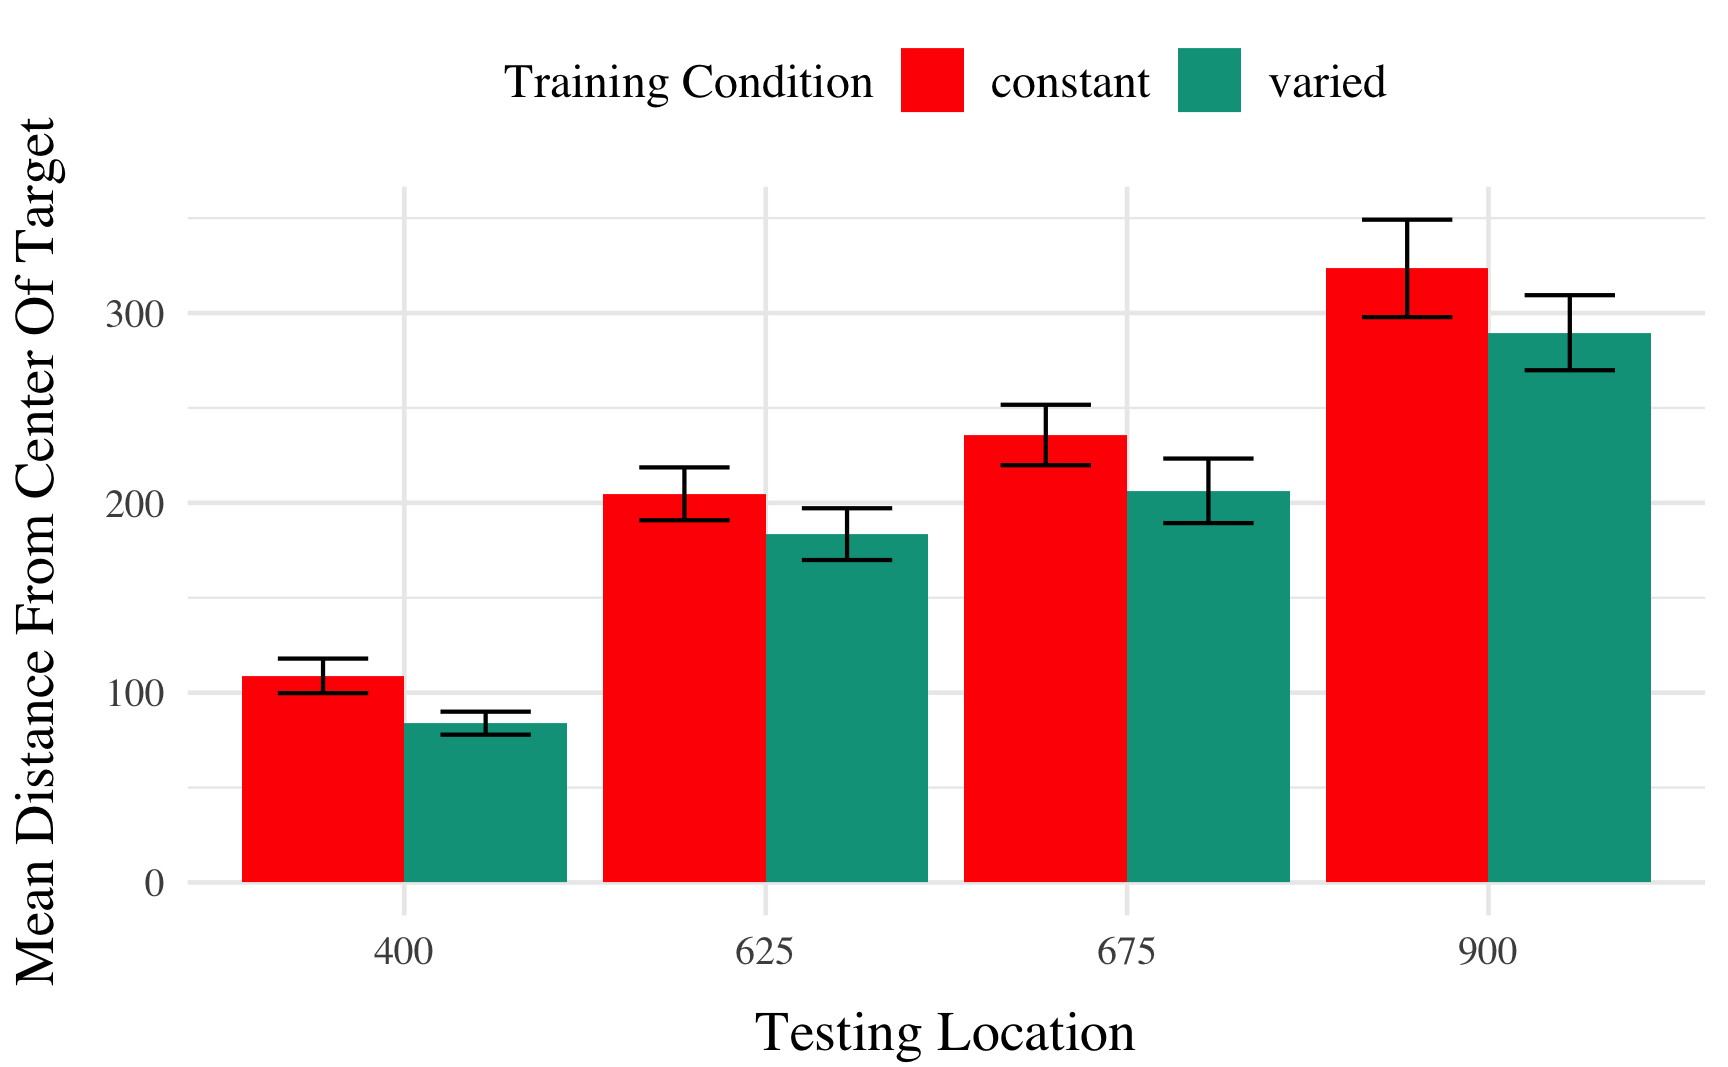 Training Condition constant varied
Mean Distance From Center Of Target
300
200
100
0
400 625 675 900
Testing Location